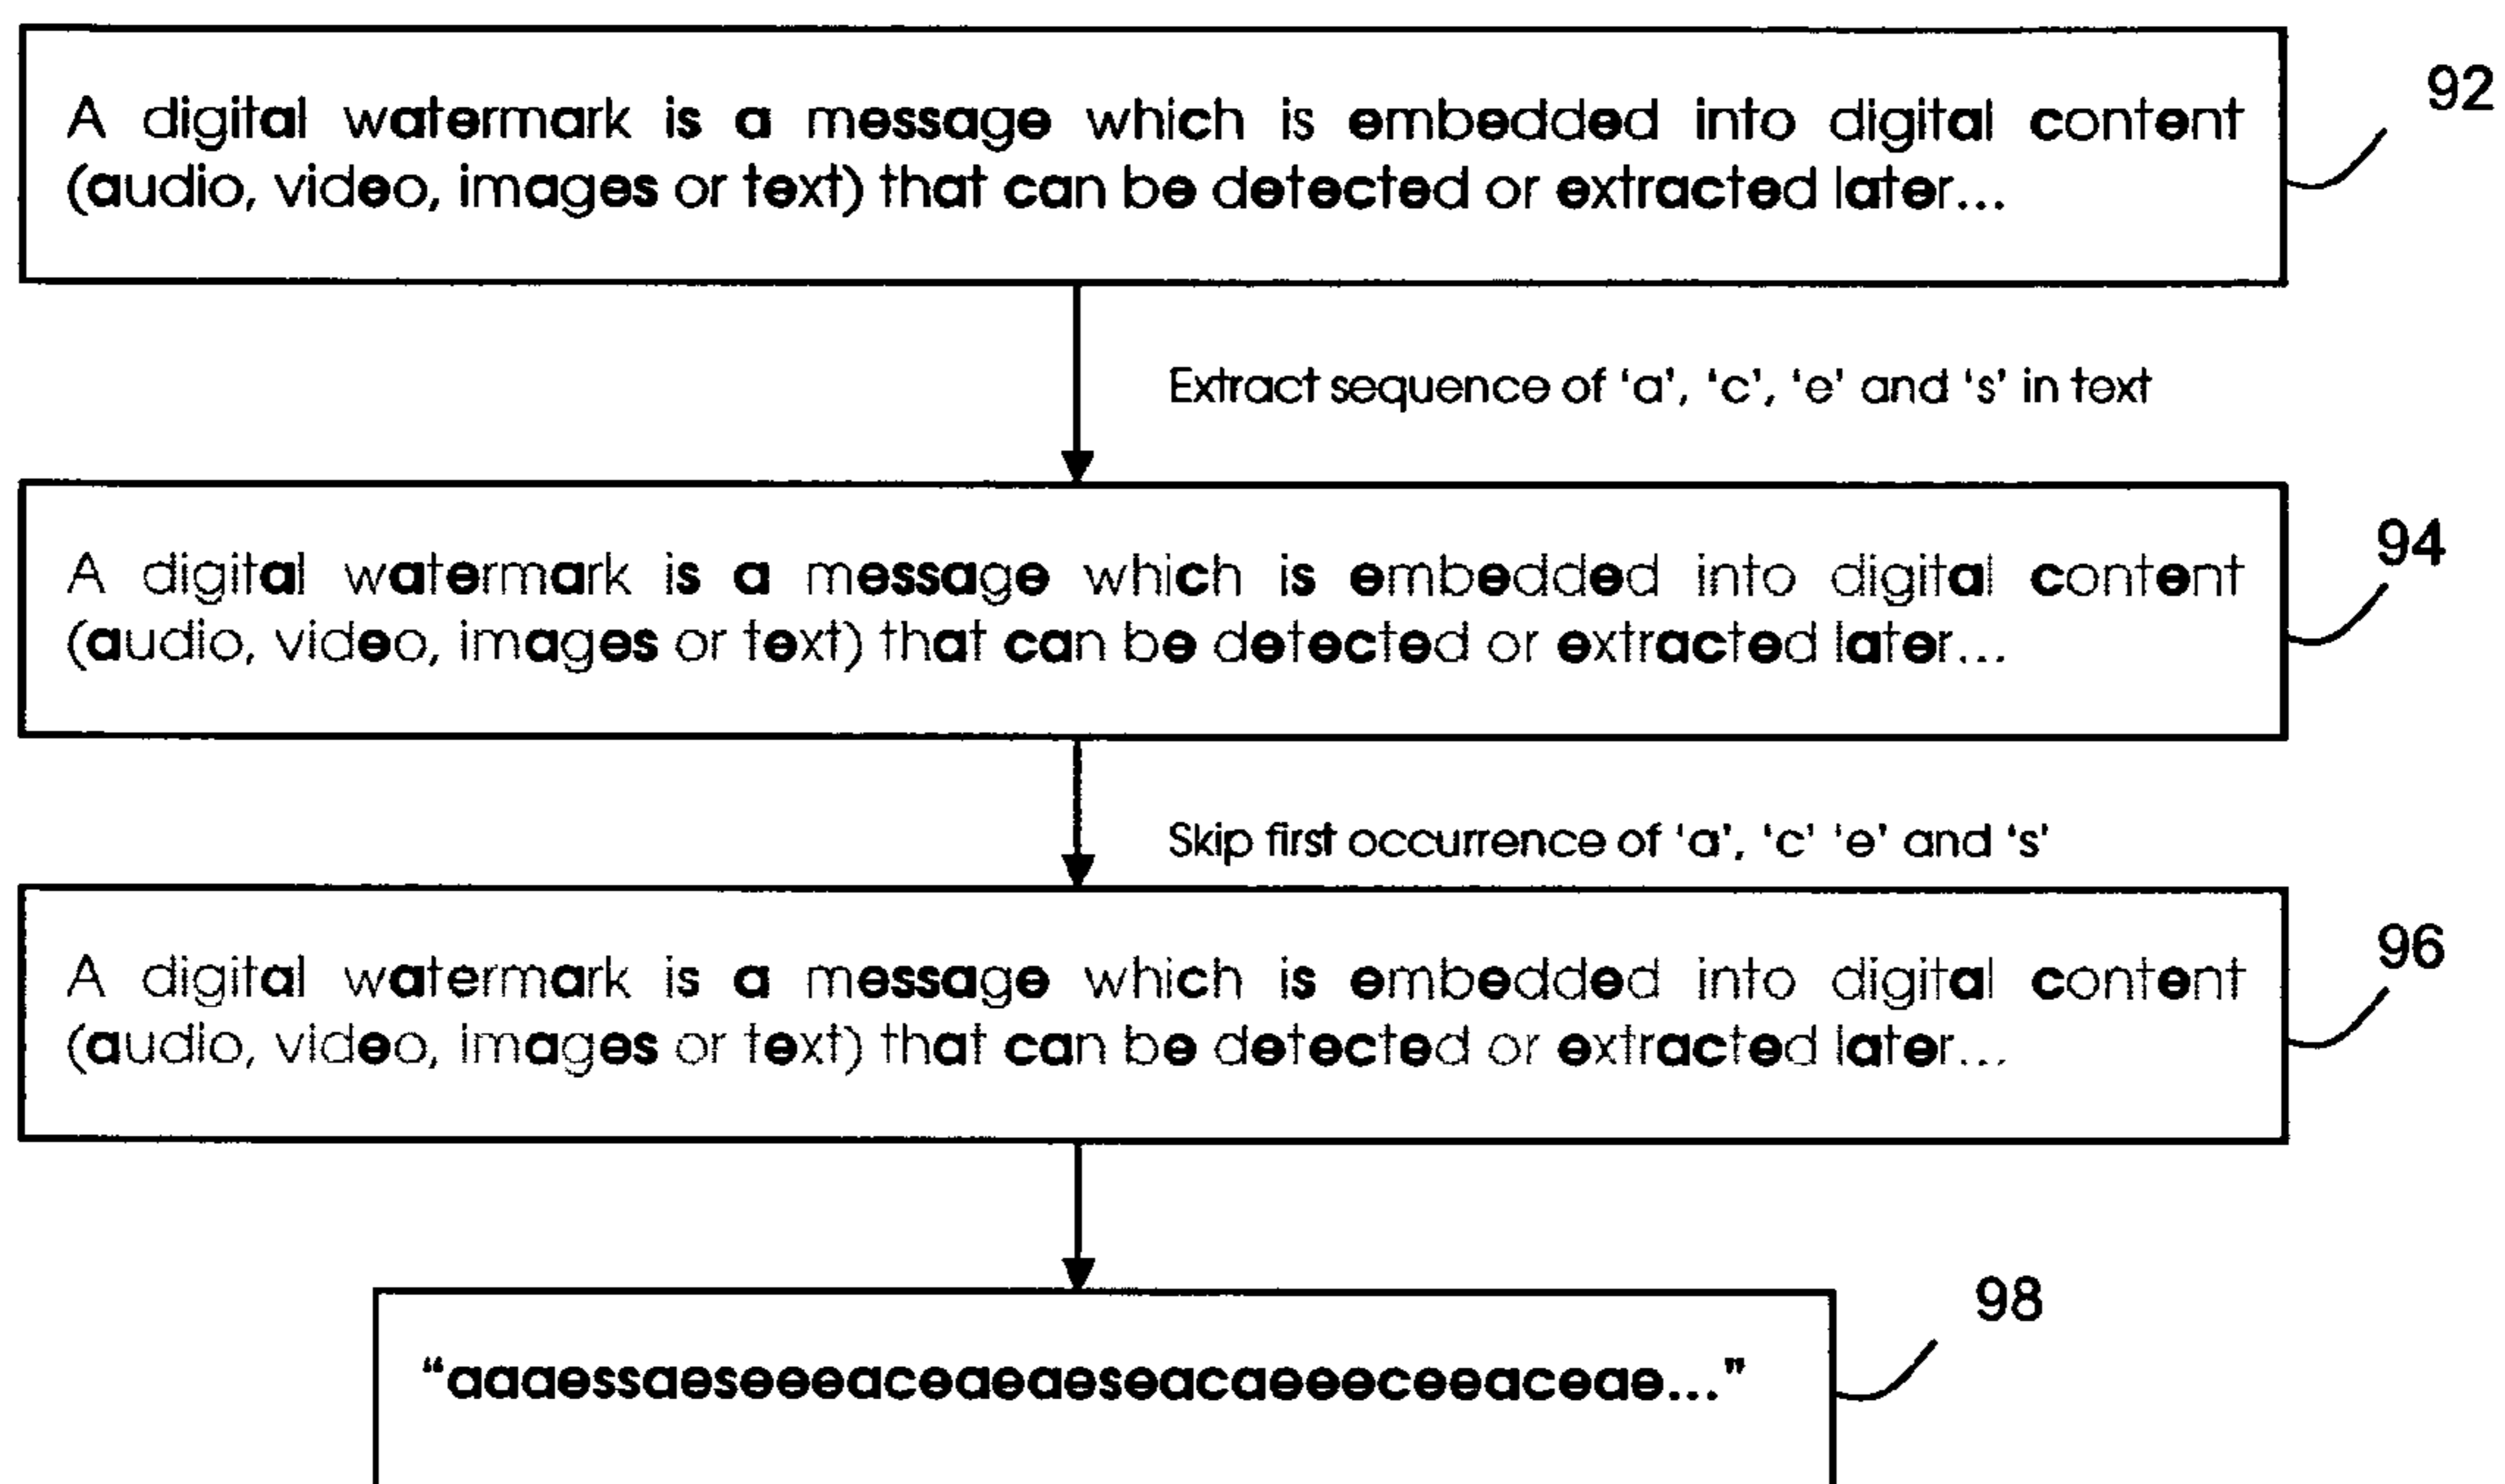 A digital watermark is a message which is embedded into digital content
(audio, video, images or text) that can be detected or extracted later...
92
Extract sequence of ‘a’, ‘c’, ‘e’ and ‘s’ in text
A digital watermark is a message which is embedded into digital content
(audio, video, images or text) that can be detected or extracted later...
94
Skip first occurrence of ‘a’, ‘c’ ‘e’ and ‘s’
A digital watermark is a message which is embedded into digital content
(audio, video, images or text) that can be detected or extracted later...
96
“aaaessaeseeeaceaeaeseacaeeeceeaceae...”
98